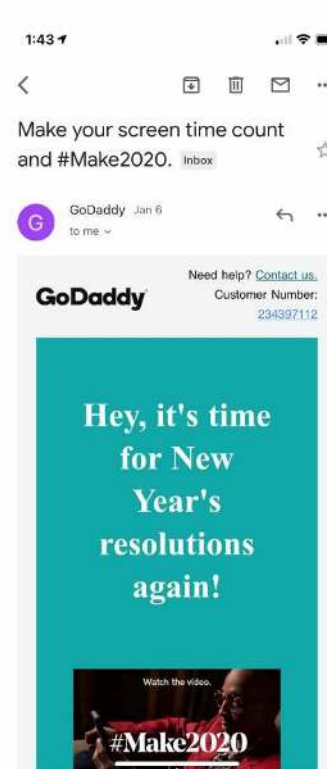 1:43
Make your screen time count
and #Make2020. Inbox
G
GoDaddy Jan 6
to me
Need help? Contact us.
GoDaddy
Customer Number:
234397112
Hey, it's time
for New
Year's
resolutions
again!
Watch the video.
#Make2020